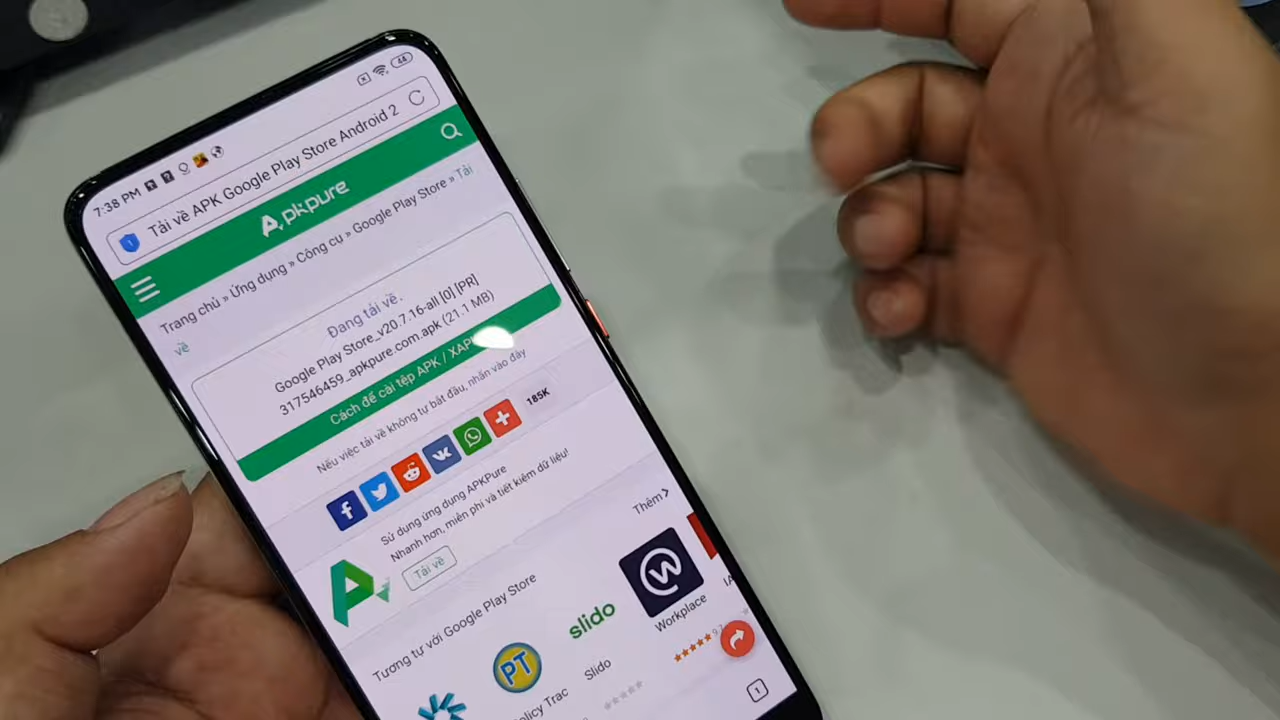 7:38 PM
44
Tải về APK Google Play Store Android 2
Apkpure
Trang chủ » Ứng dụng » Công cụ » Google Play Store » Tải
về
Đang tải về.
Google Play Store_v20.7.16-all [0] [PR]
317546459_apkpure.com.apk (21.1 MB)
Cách để cài tệp APK / XAPK
Nếu việc tải về không tự bắt đầu, nhấn vào đây
185K
Sử dụng ứng dụng APKPure
Nhanh hơn, miễn phí và tiết kiệm dữ liệu!
Tải về
Tương tự với Google Play Store
Thêm
PT
slido
Slido
Workplace
9.7
1